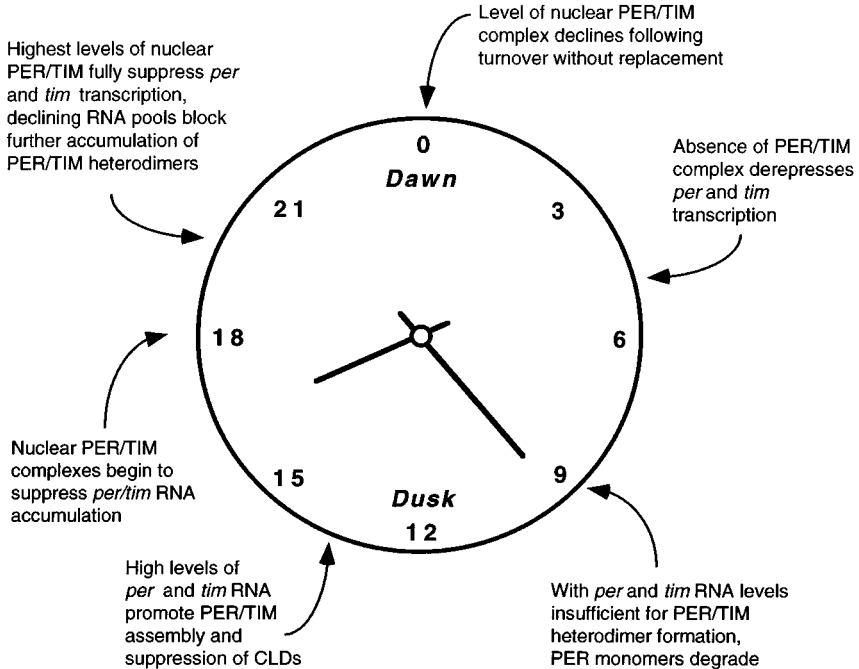 Level of nuclear PER/TIM
complex declines following
turnover without replacement
Highest levels of nuclear
PER/TIM fully suppress per
and tim transcription,
declining RNA pools block
further accumulation of
PER/TIM heterodimers
Absence of PER/TIM
complex derepresses
per and tim
transcription
0
Dawn
21
3
18
6
15
9
Dusk
12
Nuclear PER/TIM
complexes begin to
suppress per/tim RNA
accumulation
High levels of
per and tim RNA
promote PER/TIM
assembly and
suppression of CLDs
With per and tim RNA levels
insufficient for PER/TIM
heterodimer formation,
PER monomers degrade